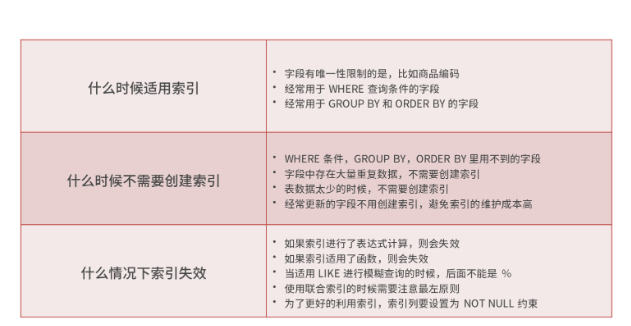 什么时候适用索引
• 字段有唯一性限制的是，比如商品编码
• 经常用于 WHERE 查询条件的字段
• 经常用于 GROUP BY 和 ORDER BY 的字段
什么时候不需要创建索引
• WHERE 条件，GROUP BY，ORDER BY 里用不到的字段
• 字段中存在大量重复数据，不需要创建索引
• 表数据太少的时候，不需要创建索引
• 经常更新的字段不用创建索引，避免索引的维护成本高
什么情况下索引失效
• 如果索引进行了表达式计算，则会失效
• 如果索引适用了函数，则会失效
• 当适用 LIKE 进行模糊查询的时候，后面不能是 %
• 使用联合索引的时候需要注意最左原则
• 为了更好的利用索引，索引列要设置为 NOT NULL 约束